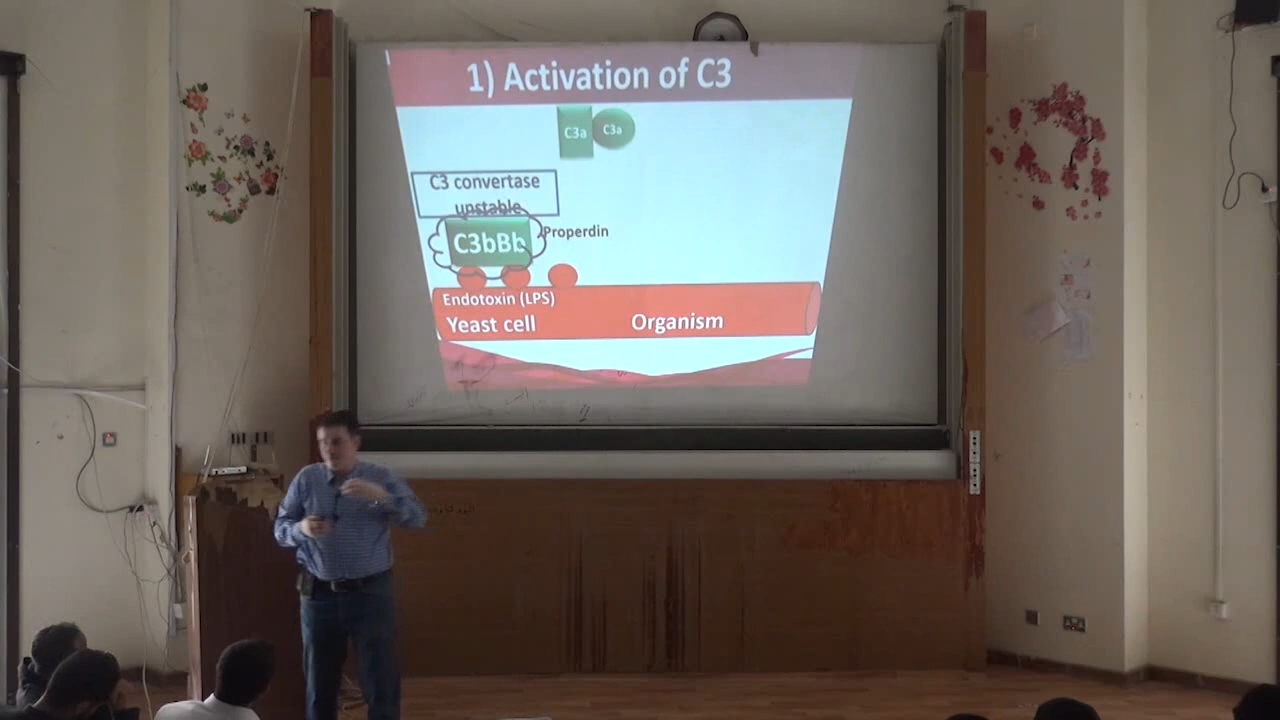 1) Activation of C3
C3a
C3a
C3 convertase
unstable
C3bBb
Properdin
Endotoxin (LPS)
Yeast cell
Organism